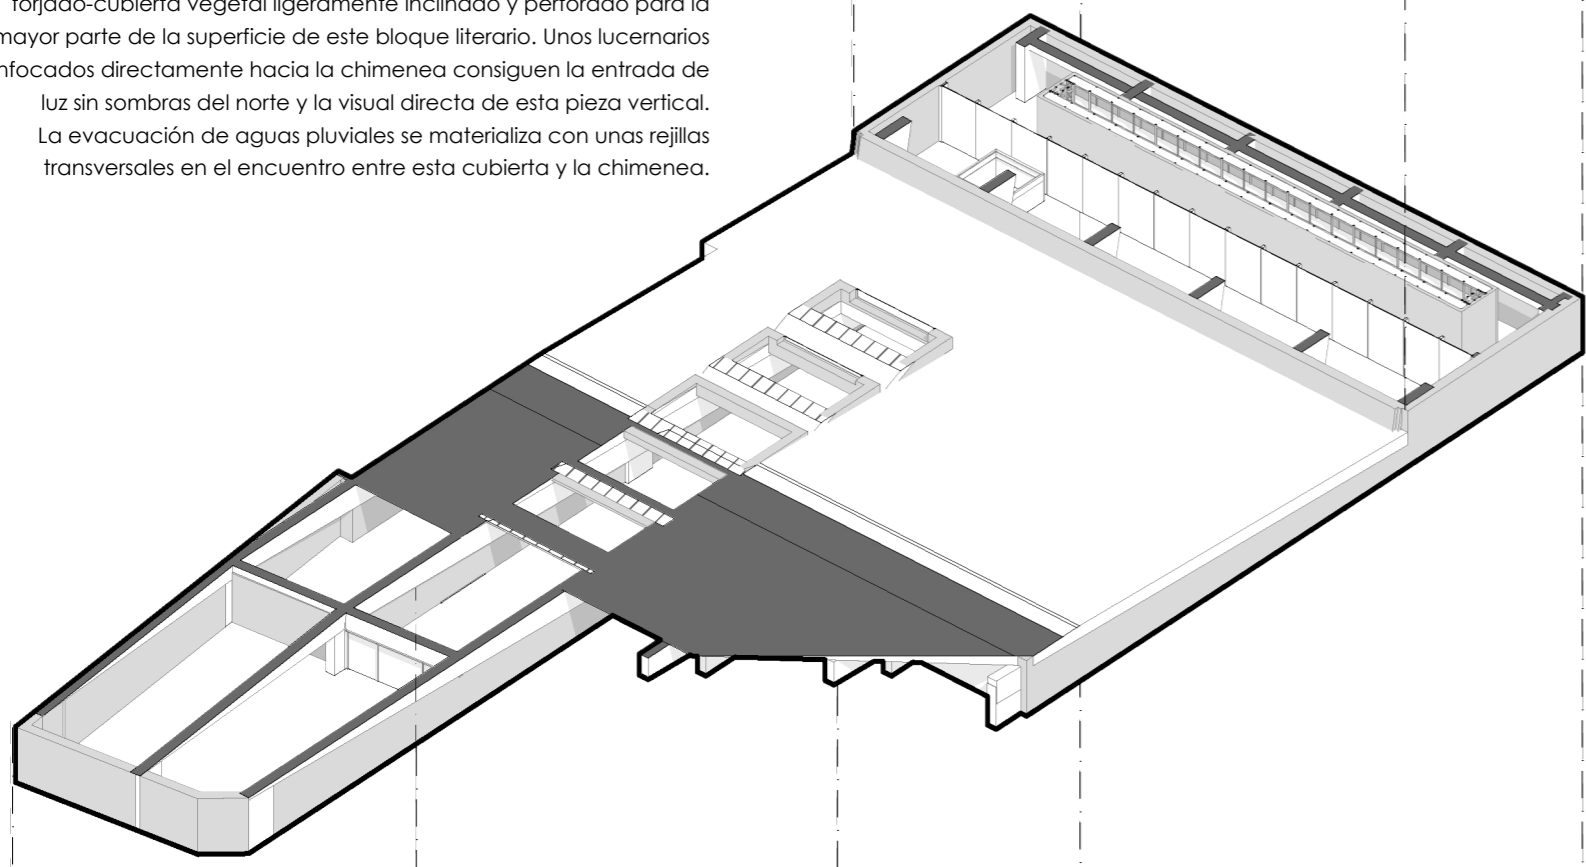 forjado-cubierta vegetal ligeramente inclinado y perforado para la
mayor parte de la superficie de este bloque literario. Unos lucernarios
nfocados directamente hacia la chimenea consiguen la entrada de
luz sin sombras del norte y la visual directa de esta pieza vertical.
La evacuación de aguas pluviales se materializa con unas rejillas
transversales en el encuentro entre esta cubierta y la chimenea.